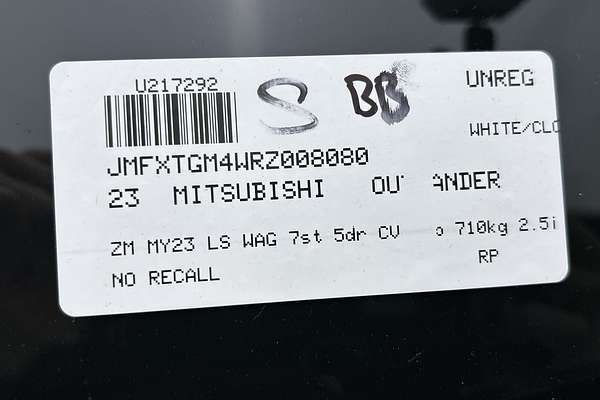 U217292 S BB UNREG
WHITE/CLO
JMFXTGM4WRZ008080
23 MITSUBISHI OU ANDER
ZM MY23 LS WAG 7st 5dr CV o 710kg 2.5i
NO RECALL RP